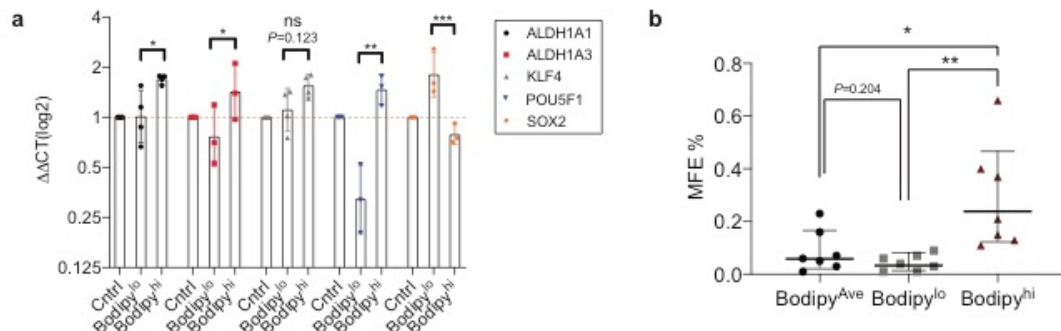 a
ΔΔCT(log2)
4
2
1
0.5
0.25
0.125
*
*
ns
P=0.123
**
***
Cntrl
Bodipylo
Bodipyhi
Cntrl
Bodipylo
Bodipyhi
Cntrl
Bodipylo
Bodipyhi
Cntrl
Bodipylo
Bodipyhi
Cntrl
Bodipylo
Bodipyhi
ALDH1A1
ALDH1A3
KLF4
POU5F1
SOX2
b
MFE %
0.8
0.6
0.4
0.2
0.0
*
**
P=0.204
BodipyAve
Bodipylo
Bodipyhi